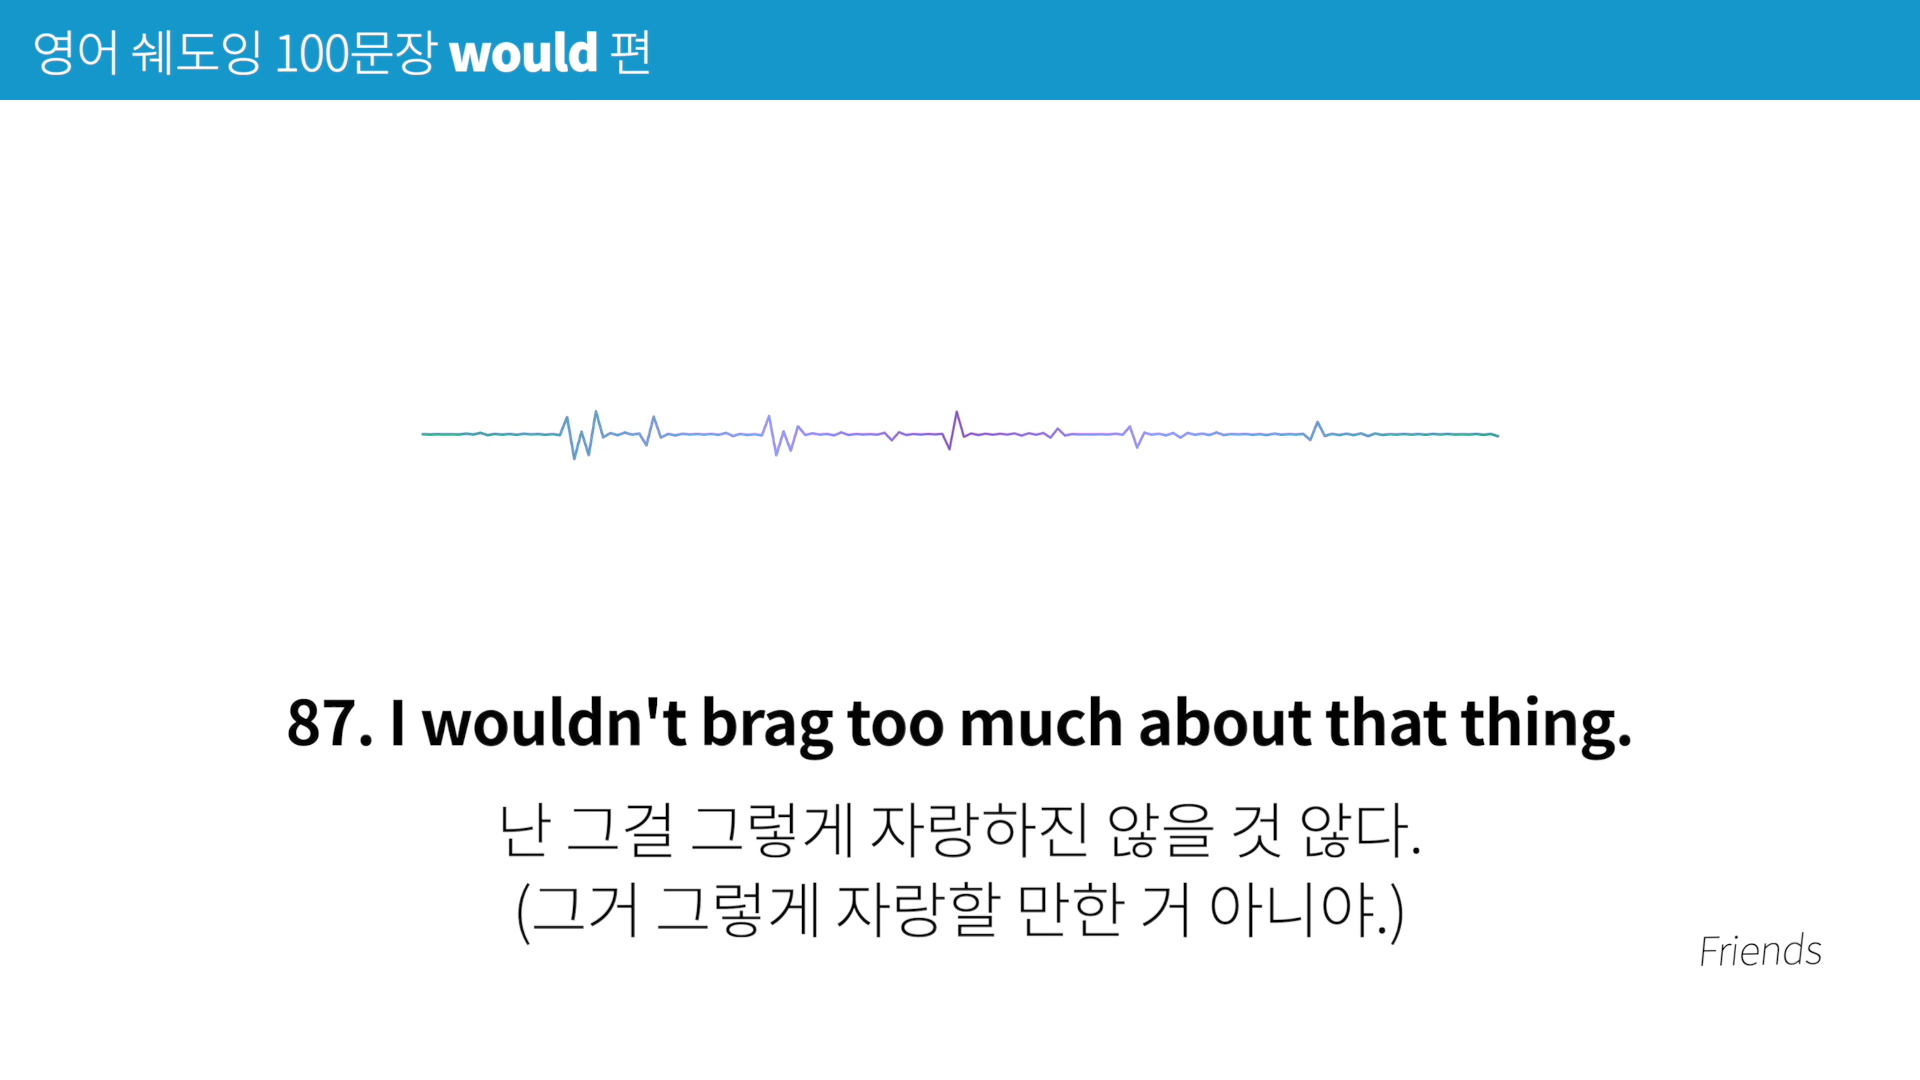 영어 쉐도잉 100문장 would 편
87. I wouldn't brag too much about that thing.
난 그걸 그렇게 자랑하진 않을 것 않다.
(그거 그렇게 자랑할 만한 거 아니야.)
Friends